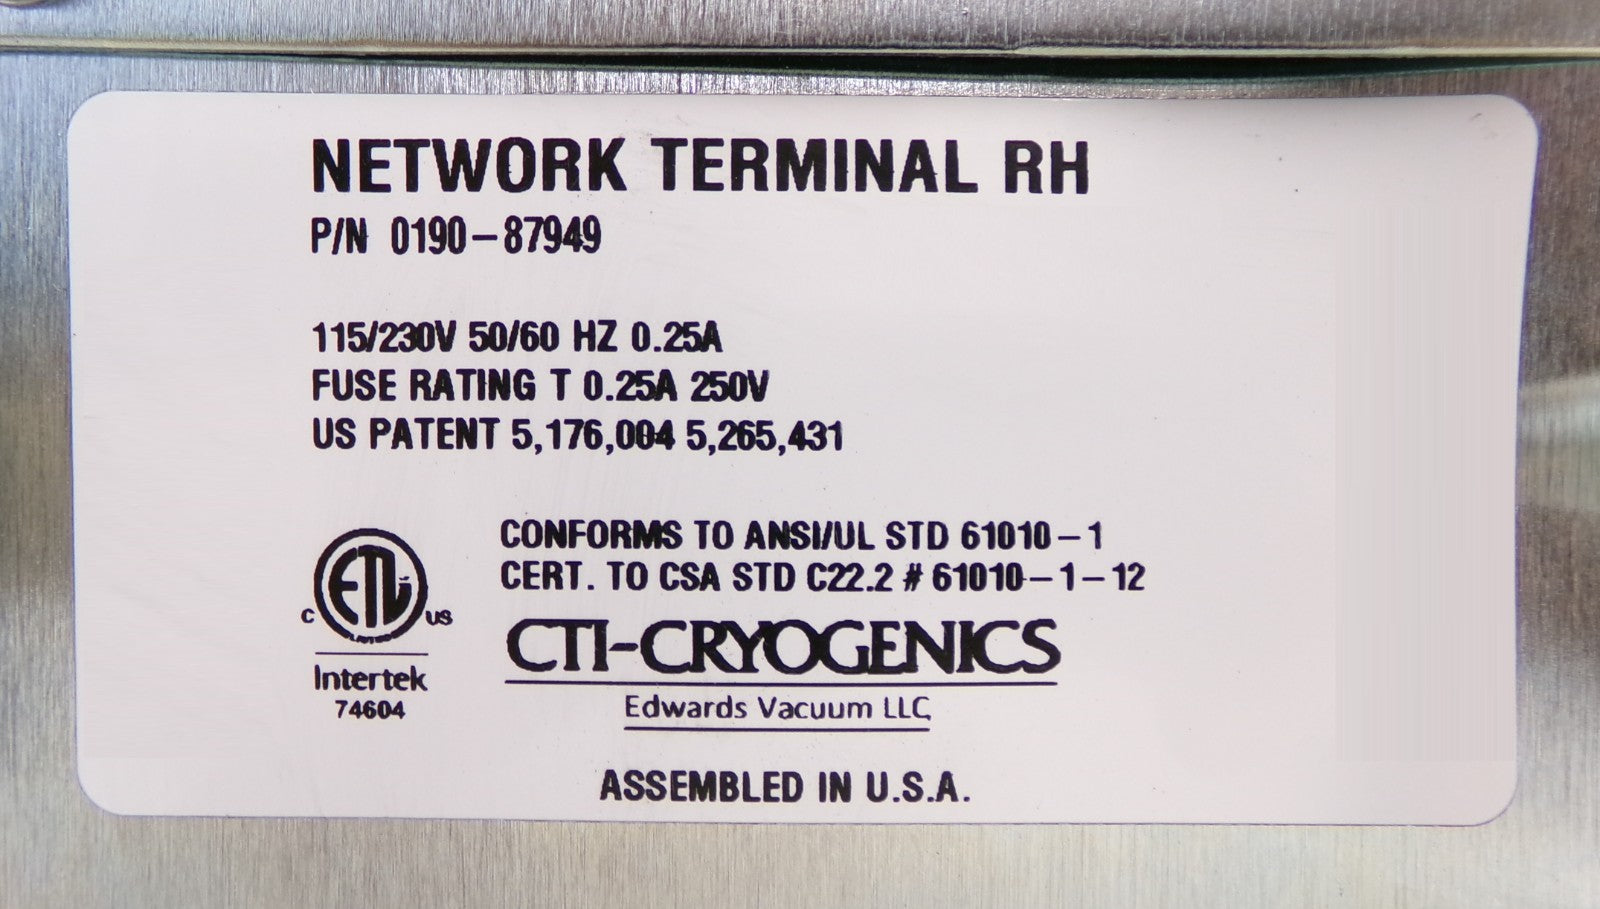 NETWORK TERMINAL RH
P/N 0190-87949
115/230V 50/60 HZ 0.25A
FUSE RATING T 0.25A 250V
US PATENT 5,176,004 5,265,431
CONFORMS TO ANSI/UL STD 61010-1
CERT. TO CSA STD C22.2 # 61010-1-12
C ETL US
Intertek
74604
CTI-CRYOGENICS
Edwards Vacuum LLC
ASSEMBLED IN U.S.A.